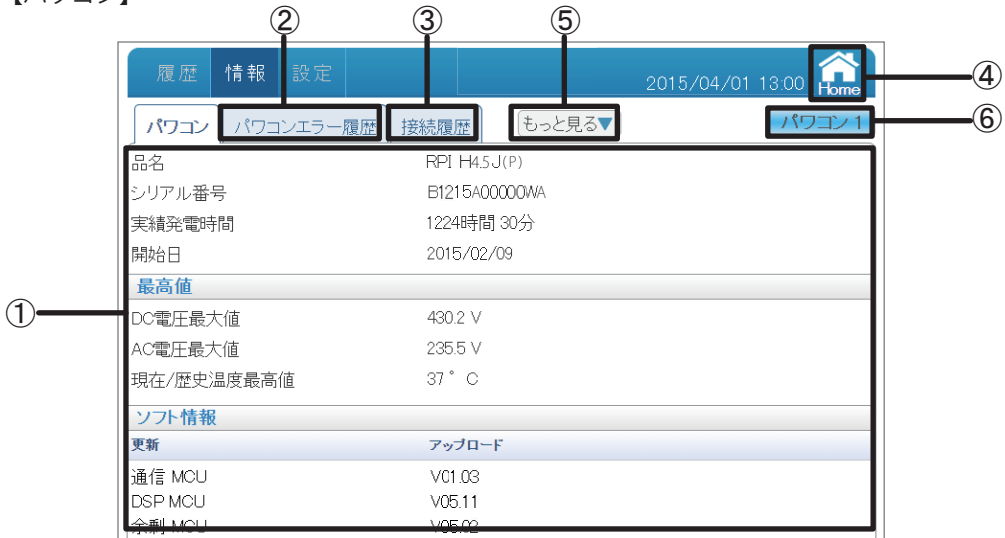 【パワコン】
② ③ ⑤
履歴 情報 設定 2015/04/01 13:00 Home ④
パワコン パワコンエラー履歴 接続履歴 もっと見る▼ パワコン 1 ⑥
品名 RPI H4.5J(P)
シリアル番号 B1215A00000WA
実績発電時間 1224時間 30分
開始日 2015/02/09
最高値
①
DC電圧最大値 430.2 V
AC電圧最大値 235.5 V
現在/歴史温度最高値 37°C
ソフト情報
更新 アップロード
通信 MCU V01.03
DSP MCU V05.11
余剰 MCU V05.02